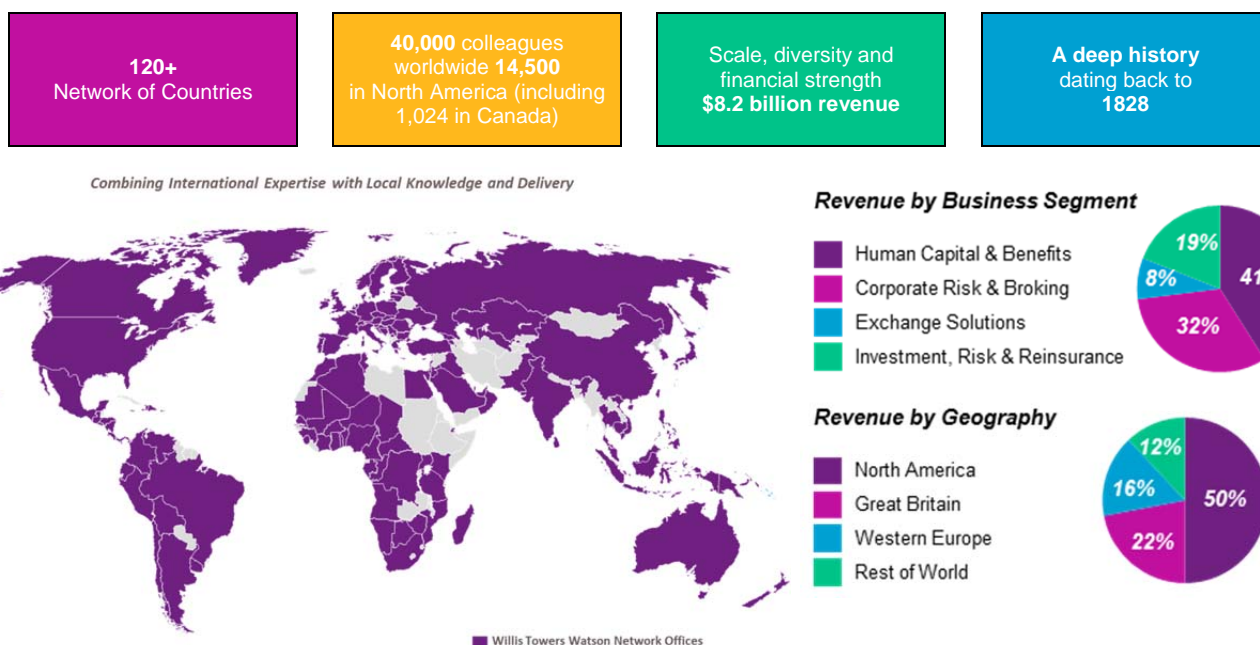 120+
Network of Countries
40,000 colleagues
worldwide 14,500
in North America (including
1,024 in Canada)
Scale, diversity and
financial strength
$8.2 billion revenue
A deep history
dating back to
1828
Combining International Expertise with Local Knowledge and Delivery
Revenue by Business Segment
Human Capital & Benefits
Corporate Risk & Broking
Exchange Solutions
Investment, Risk & Reinsurance
19%
41
8%
32%
Revenue by Geography
North America
Great Britain
Western Europe
Rest of World
12%
16%
50%
22%
Willis Towers Watson Network Offices